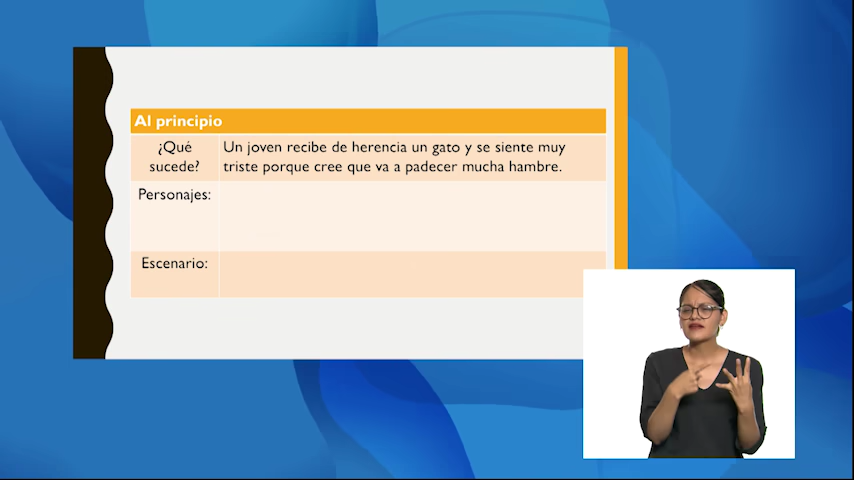 Al principio
¿Qué sucede?
Un joven recibe de herencia un gato y se siente muy
triste porque cree que va a padecer mucha hambre.
Personajes:
Escenario: